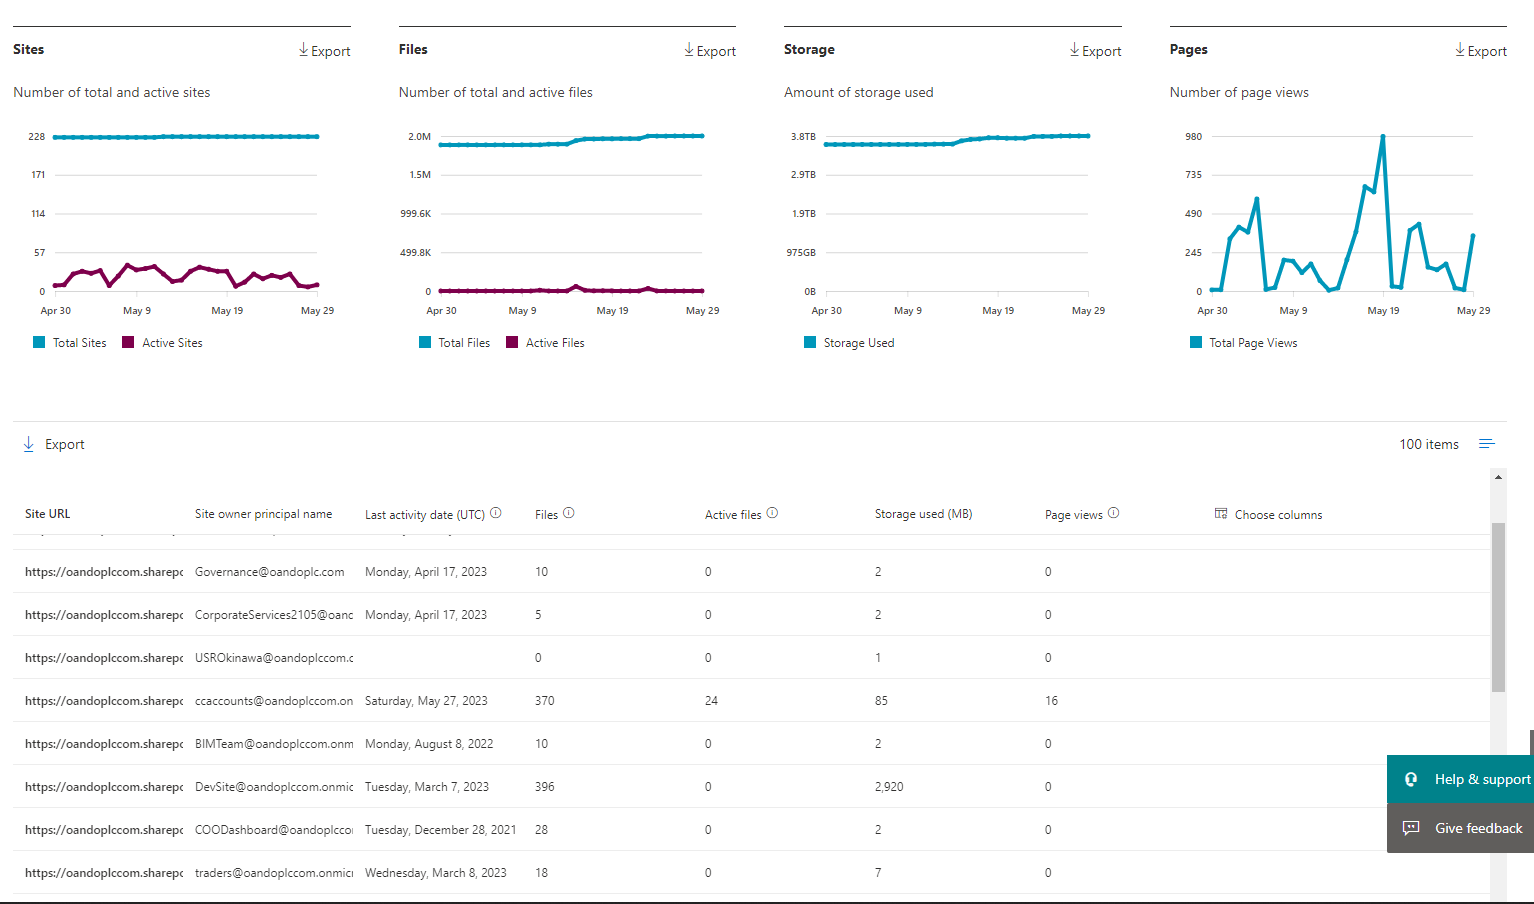 Sites Export
Number of total and active sites
228
171
114
57
0
Apr 30 May 9 May 19 May 29
Total Sites Active Sites
Files Export
Number of total and active files
2.0M
1.5M
999.6K
499.8K
0
Apr 30 May 9 May 19 May 29
Total Files Active Files
Storage Export
Amount of storage used
3.8TB
2.9TB
1.9TB
975GB
0B
Apr 30 May 9 May 19 May 29
Storage Used
Pages Export
Number of page views
980
735
490
245
0
Apr 30 May 9 May 19 May 29
Total Page Views
Export 100 items
Site URL Site owner principal name Last activity date (UTC) Files Active files Storage used (MB) Page views Choose columns
https://oandoplccom.sharepc Governance@oandoplc.com Monday, April 17, 2023 10 0 2 0
https://oandoplccom.sharepc CorporateServices2105@oand Monday, April 17, 2023 5 0 2 0
https://oandoplccom.sharepc USROkinawa@oandoplccom.c 0 0 1 0
https://oandoplccom.sharepc ccaccounts@oandoplccom.on Saturday, May 27, 2023 370 24 85 16
https://oandoplccom.sharepc BIMTeam@oandoplccom.onm Monday, August 8, 2022 10 0 2 0
https://oandoplccom.sharepc DevSite@oandoplccom.onmic Tuesday, March 7, 2023 396 0 2,920 0
https://oandoplccom.sharepc COODashboard@oandoplccor Tuesday, December 28, 2021 28 0 2 0
https://oandoplccom.sharepc traders@oandoplccom.onmicr Wednesday, March 8, 2023 18 0 7 0
Help & support
Give feedback